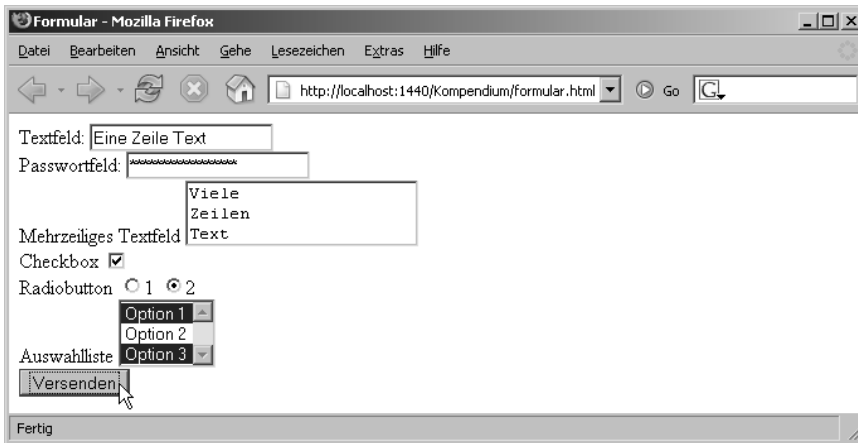 Formular - Mozilla Firefox
Datei Bearbeiten Ansicht Gehe Lesezeichen Extras Hilfe
http://localhost:1440/Kompendium/formular.html Go G
Textfeld: Eine Zeile Text
Passwortfeld: ******************
Viele
Zeilen
Mehrzeiliges Textfeld Text
Checkbox
Radiobutton 1 2
Option 1
Option 2
Auswahlliste Option 3
Versenden
Fertig